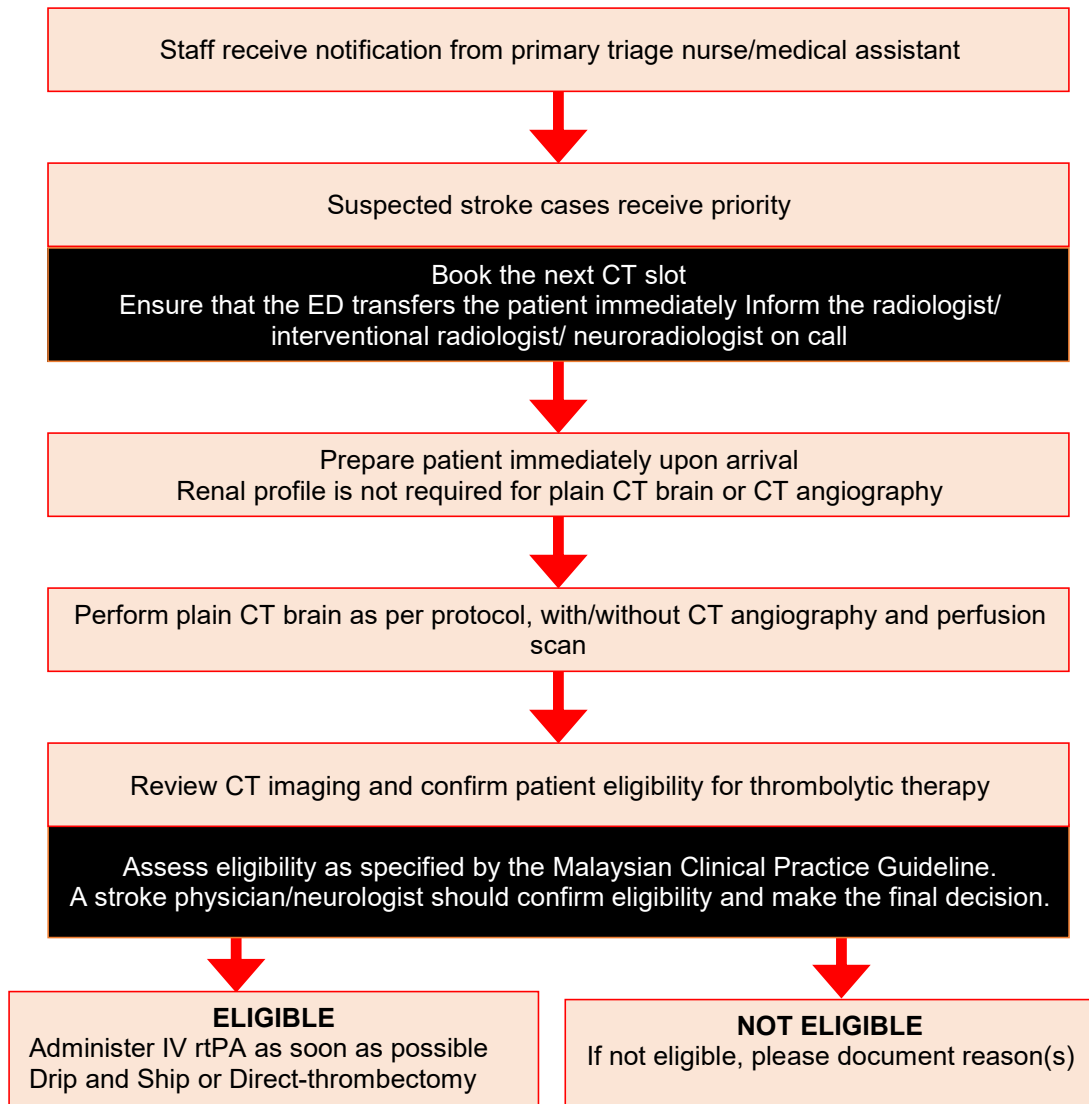 Staff receive notification from primary triage nurse/medical assistant
Suspected stroke cases receive priority
Book the next CT slot
Ensure that the ED transfers the patient immediately Inform the radiologist/
interventional radiologist/ neuroradiologist on call
Prepare patient immediately upon arrival
Renal profile is not required for plain CT brain or CT angiography
Perform plain CT brain as per protocol, with/without CT angiography and perfusion
scan
Review CT imaging and confirm patient eligibility for thrombolytic therapy
Assess eligibility as specified by the Malaysian Clinical Practice Guideline.
A stroke physician/neurologist should confirm eligibility and make the final decision.
ELIGIBLE
Administer IV rtPA as soon as possible
Drip and Ship or Direct-thrombectomy
NOT ELIGIBLE
If not eligible, please document reason(s)